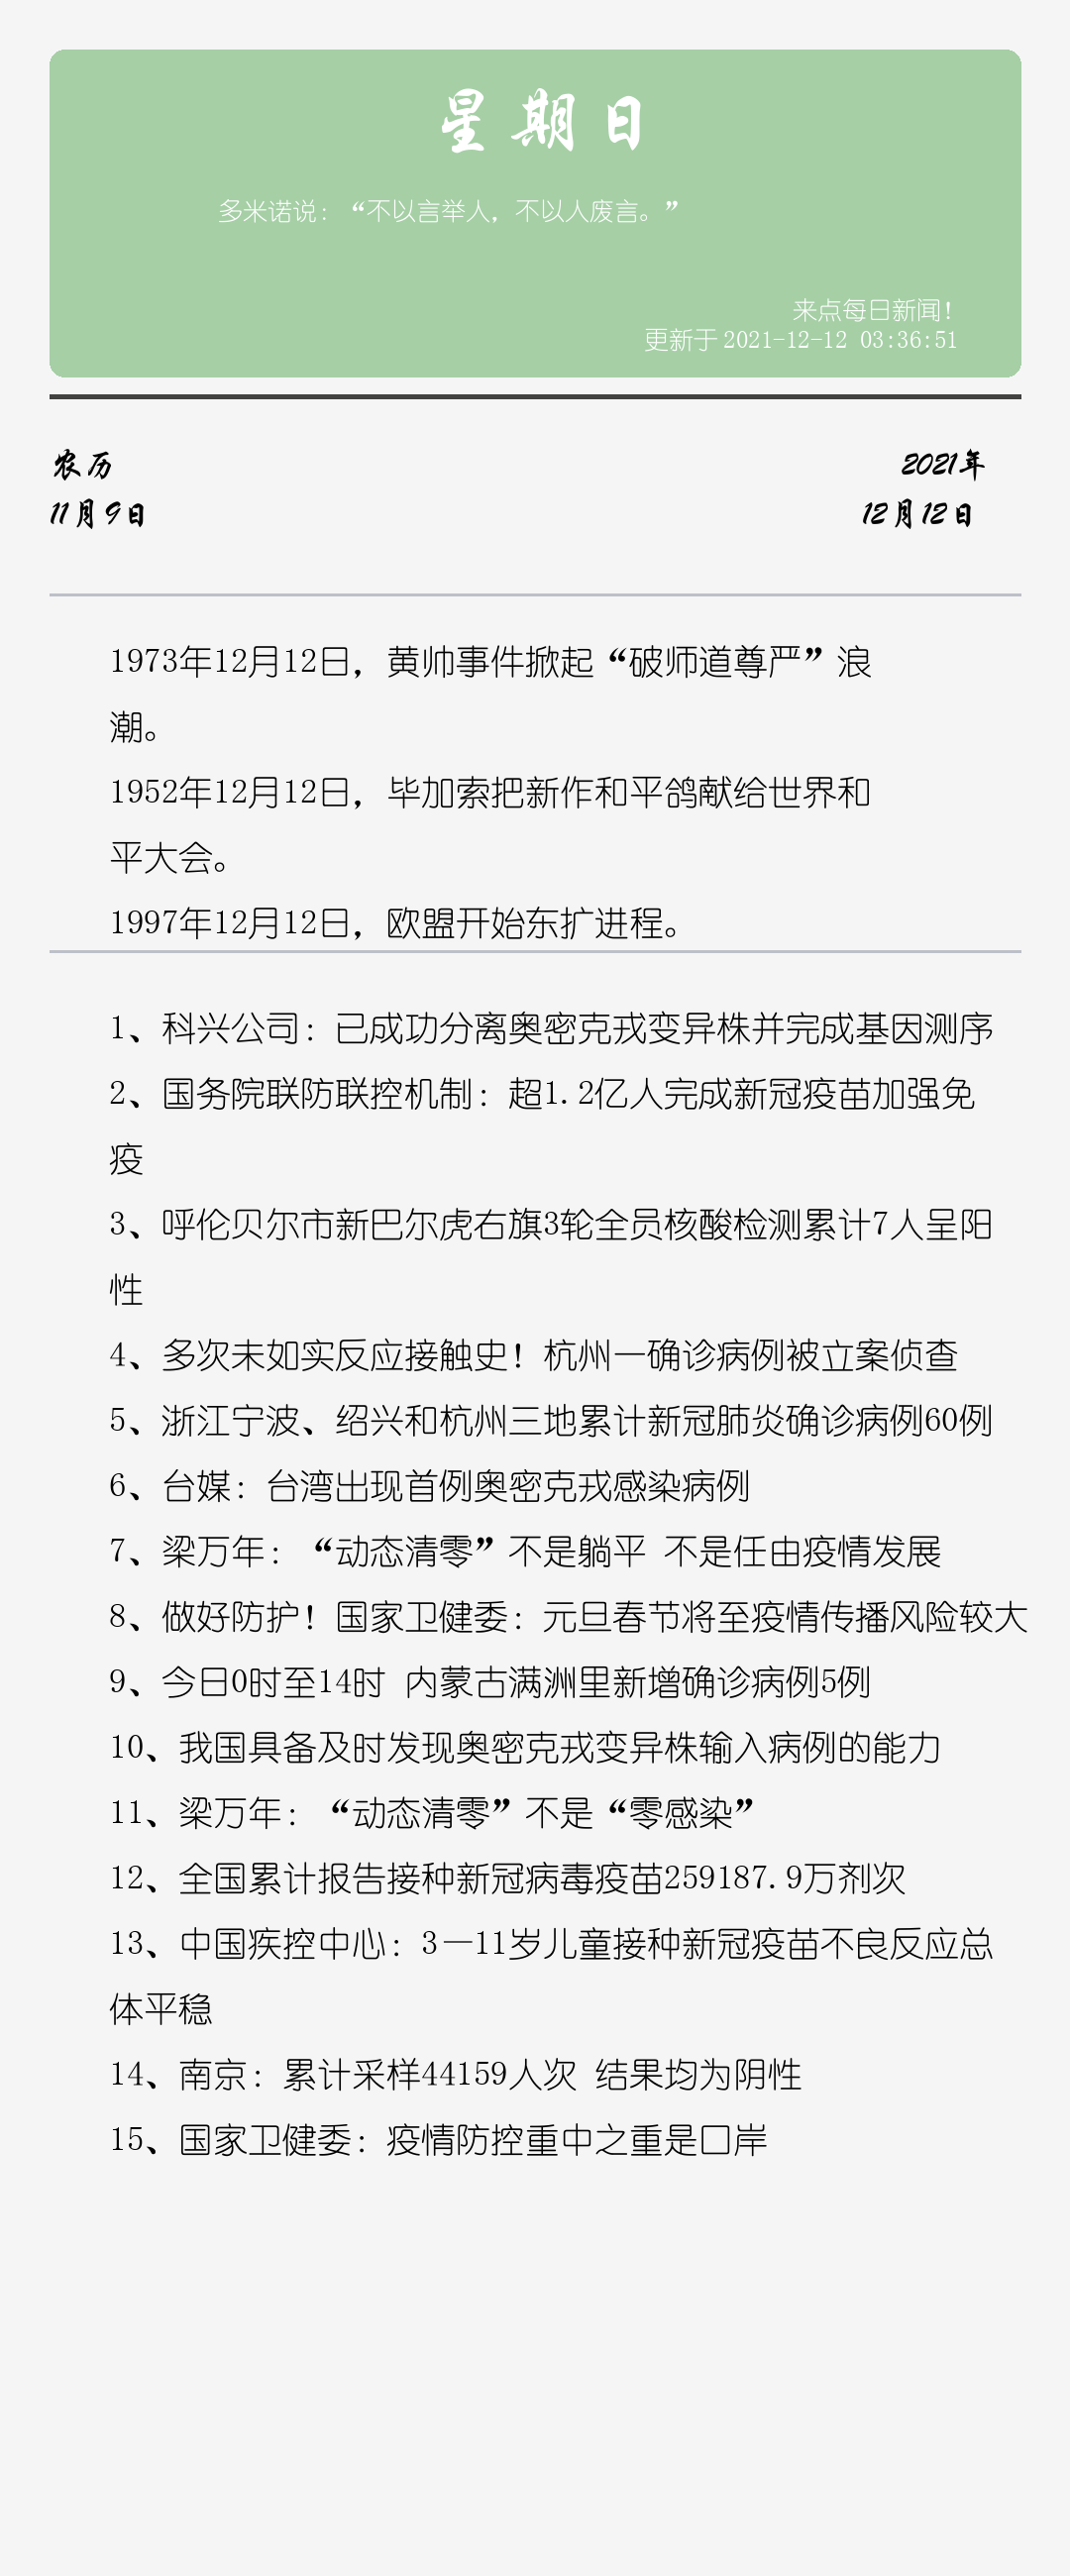 星期日
多米诺说：“不以言举人，不以人废言。”
来点每日新闻！
更新于 2021-12-12 03:36:51
农历
2021年
11月9日
12月12日
1973年12月12日，黄帅事件掀起“破师道尊严”浪
潮。
1952年12月12日，毕加索把新作和平鸽献给世界和
平大会。
1997年12月12日，欧盟开始东扩进程。
1、科兴公司：已成功分离奥密克戎变异株并完成基因测序
2、国务院联防联控机制：超1.2亿人完成新冠疫苗加强免
疫
3、呼伦贝尔市新巴尔虎右旗3轮全员核酸检测累计7人呈阳
性
4、多次未如实反应接触史！杭州一确诊病例被立案侦查
5、浙江宁波、绍兴和杭州三地累计新冠肺炎确诊病例60例
6、台媒：台湾出现首例奥密克戎感染病例
7、梁万年：“动态清零”不是躺平 不是任由疫情发展
8、做好防护！国家卫健委：元旦春节将至疫情传播风险较大
9、今日0时至14时 内蒙古满洲里新增确诊病例5例
10、我国具备及时发现奥密克戎变异株输入病例的能力
11、梁万年：“动态清零”不是“零感染”
12、全国累计报告接种新冠病毒疫苗259187.9万剂次
13、中国疾控中心：3—11岁儿童接种新冠疫苗不良反应总
体平稳
14、南京：累计采样44159人次 结果均为阴性
15、国家卫健委：疫情防控重中之重是口岸